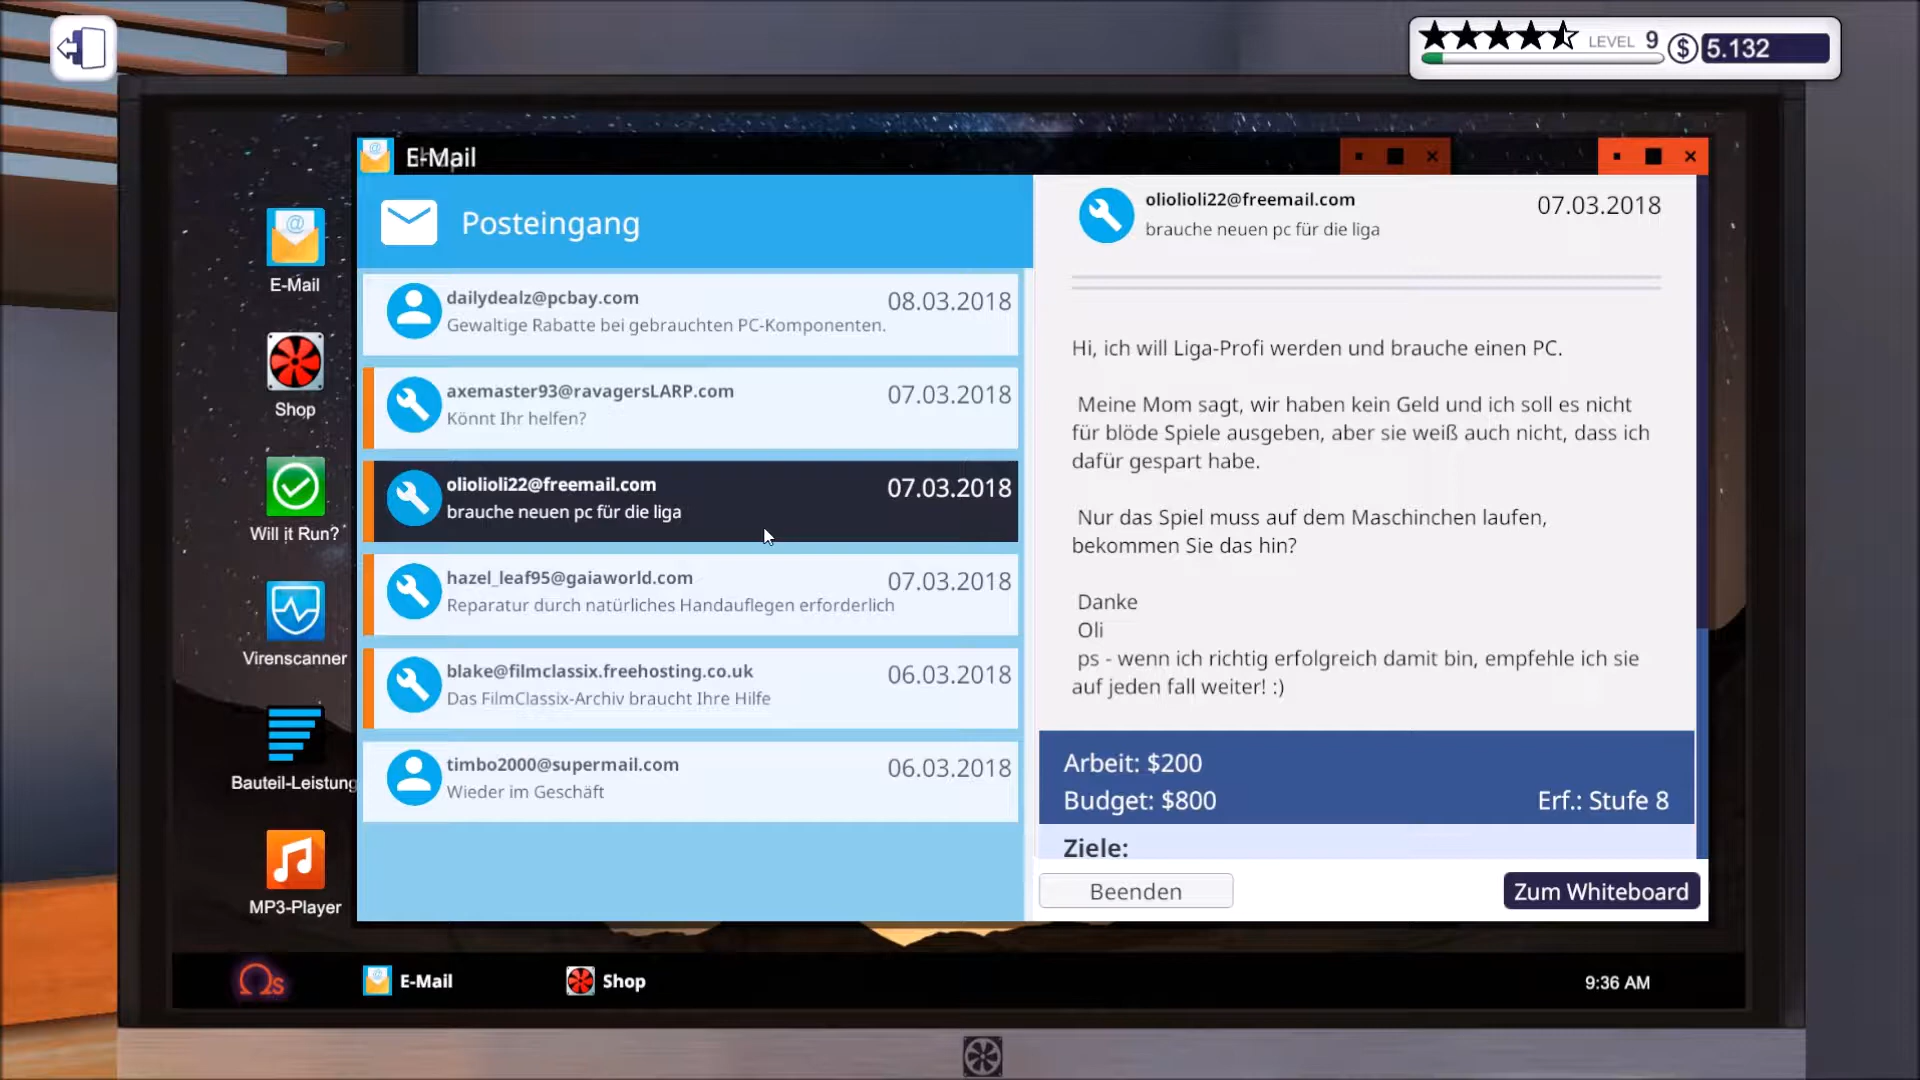 LEVEL 9
5.132
E-Mail
Posteingang
dailydealz@pcbay.com
08.03.2018
Gewaltige Rabatte bei gebrauchten PC-Komponenten.
axemaster93@ravagersLARP.com
07.03.2018
Könnt Ihr helfen?
oliolioli22@freemail.com
07.03.2018
brauche neuen pc für die liga
hazel_leaf95@gaiaworld.com
07.03.2018
Reparatur durch natürliches Handauflegen erforderlich
blake@filmclassix.freehosting.co.uk
06.03.2018
Das FilmClassix-Archiv braucht Ihre Hilfe
timbo2000@supermail.com
06.03.2018
Wieder im Geschäft
oliolioli22@freemail.com
07.03.2018
brauche neuen pc für die liga
Hi, ich will Liga-Profi werden und brauche einen PC.
Meine Mom sagt, wir haben kein Geld und ich soll es nicht
für blöde Spiele ausgeben, aber sie weiß auch nicht, dass ich
dafür gespart habe.
Nur das Spiel muss auf dem Maschinchen laufen,
bekommen Sie das hin?
Danke
Oli
ps - wenn ich richtig erfolgreich damit bin, empfehle ich sie
auf jeden fall weiter! :)
Arbeit: $200
Budget: $800
Erf.: Stufe 8
Ziele:
Beenden
Zum Whiteboard
E-Mail
Shop
Will it Run?
Virenscanner
Bauteil-Leistung
MP3-Player
Ωs
E-Mail
Shop
9:36 AM